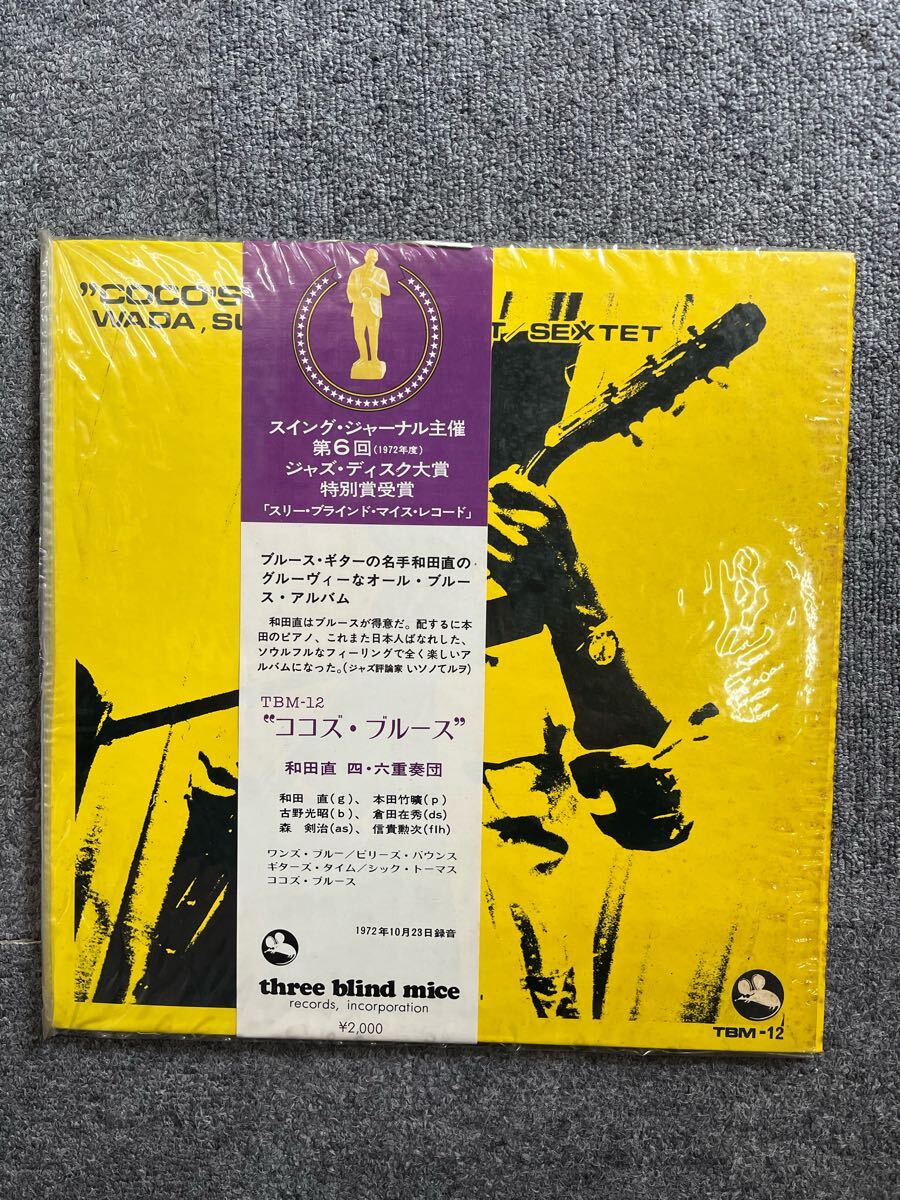 "COCO'S
WADA, SU
T/SEXTET
スイング・ジャーナル主催
第6回(1972年度)
ジャズ・ディスク大賞
特別賞受賞
「スリー・ブラインド・マイス・レコード」
ブルース・ギターの名手和田直の
グルーヴィーなオール・ブルー
ス・アルバム
和田直はブルースが得意だ。配するに本
田のピアノ、これまた日本人ばなれした、
ソウルフルなフィーリングで全く楽しいア
ルバムになった。(ジャズ評論家 いソノてルヲ)
TBM-12
“ココズ・ブルース”
和田直 四・六重奏団
和田 直(g)、 本田竹曠(p)
古野光昭(b)、 倉田在秀(ds)
森 剣治(as)、 信貴勲次(flh)
ワンズ・ブルー/ビリーズ・バウンス
ギターズ・タイム/シック・トーマス
ココズ・ブルース
1972年10月23日録音
three blind mice
records, incorporation
¥2,000
TBM-12